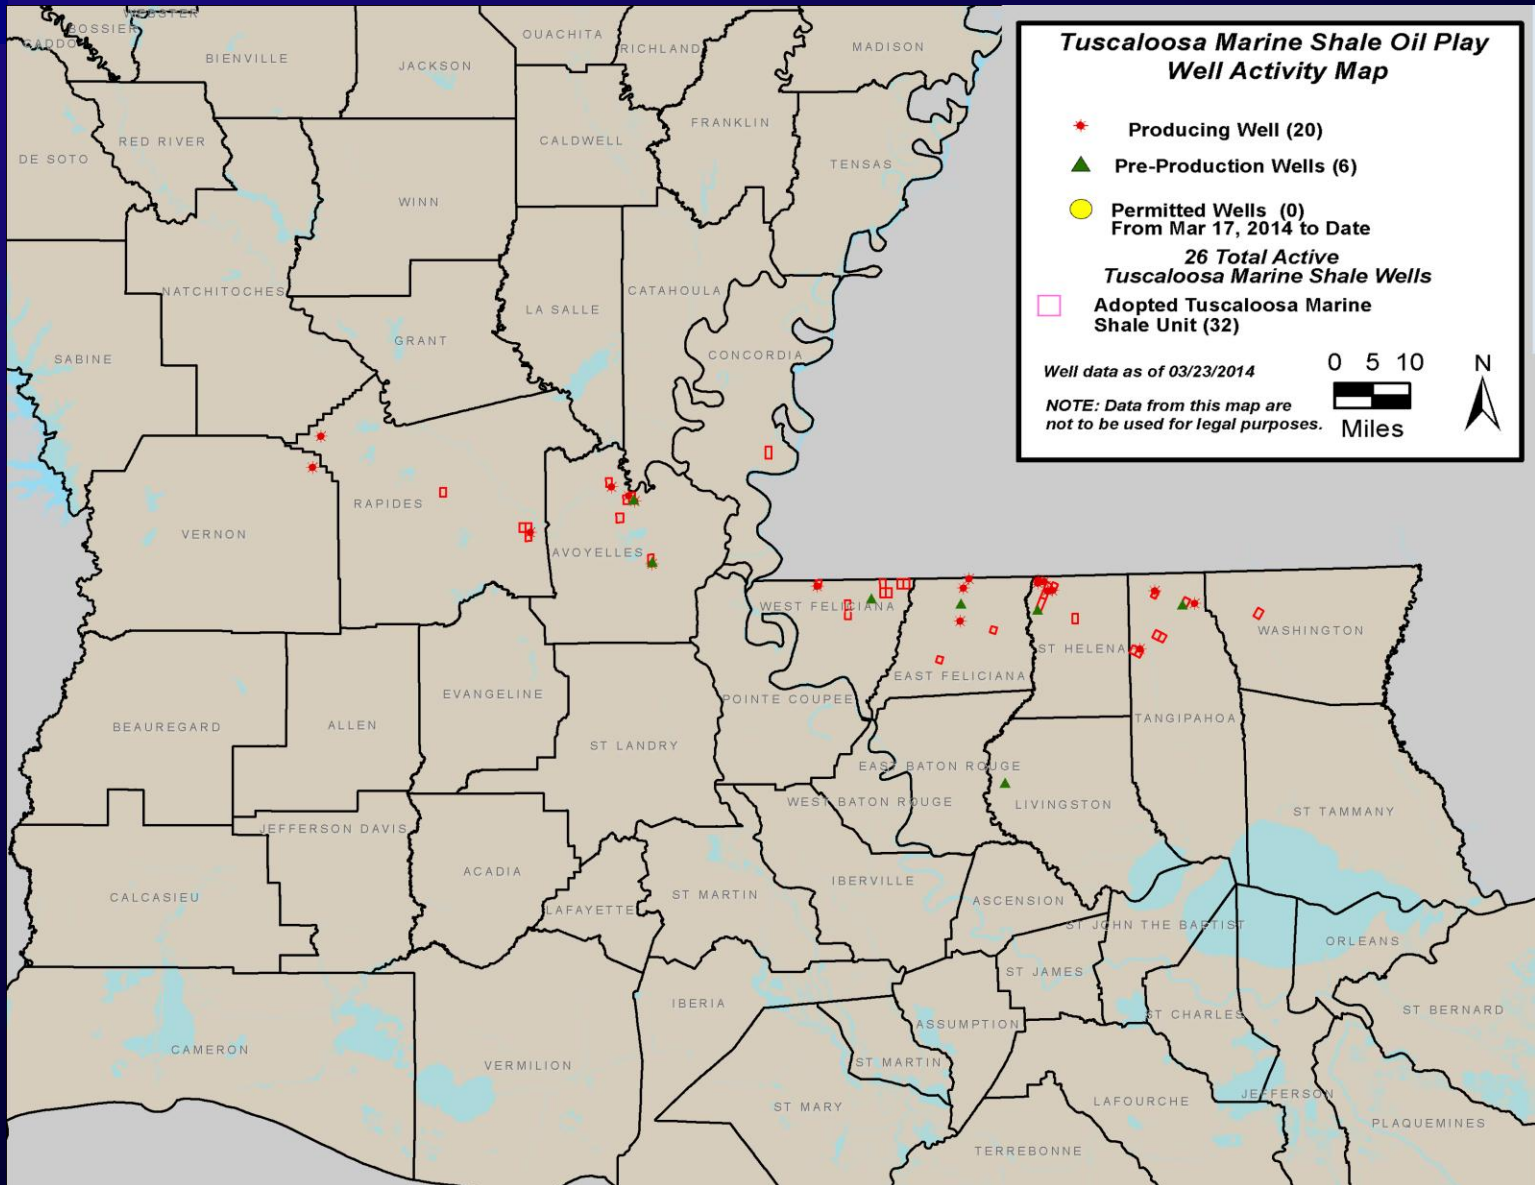 Tuscaloosa Marine Shale Oil Play
Well Activity Map
Producing Well (20)
Pre-Production Wells (6)
Permitted Wells (0)
From Mar 17, 2014 to Date
26 Total Active
Tuscaloosa Marine Shale Wells
Adopted Tuscaloosa Marine
Shale Unit (32)
Well data as of 03/23/2014
NOTE: Data from this map are
not to be used for legal purposes.
0 5 10
Miles
N
WEBSTER
BOSSIER
CADDO
BIENVILLE
JACKSON
OUACHITA
RICHLAND
MADISON
DE SOTO
RED RIVER
CALDWELL
FRANKLIN
TENSAS
WINN
NATCHITOCHES
LA SALLE
CATAHOULA
SABINE
GRANT
CONCORDIA
VERNON
RAPIDES
AVOYELLES
WEST FELICIANA
EAST FELICIANA
ST HELENA
WASHINGTON
BEAUREGARD
ALLEN
EVANGELINE
ST LANDRY
POINTE COUPEE
TANGIPAHOA
EAST BATON ROUGE
WEST BATON ROUGE
LIVINGSTON
ST TAMMANY
JEFFERSON DAVIS
CALCASIEU
ACADIA
LAFAYETTE
ST MARTIN
IBERVILLE
ASCENSION
ST JOHN THE BAPTIST
ORLEANS
ST JAMES
IBERIA
ASSUMPTION
ST CHARLES
ST BERNARD
CAMERON
VERMILION
ST MARTIN
ST MARY
LAFOURCHE
JEFFERSON
PLAQUEMINES
TERREBONNE